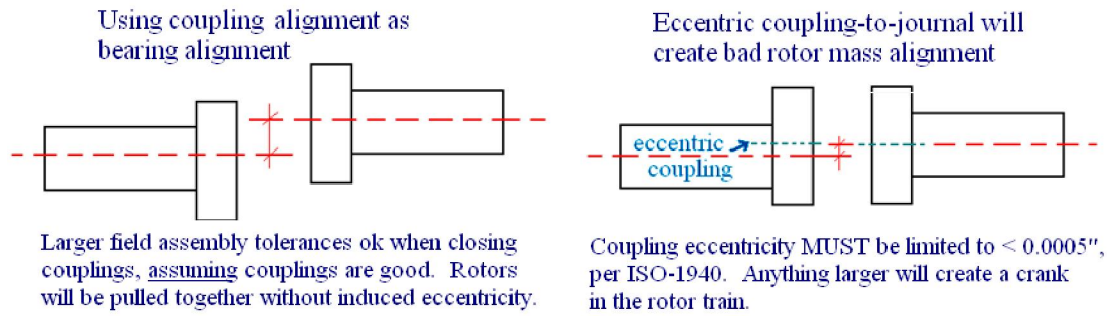 Using coupling alignment as
bearing alignment
Larger field assembly tolerances ok when closing
couplings, assuming couplings are good. Rotors
will be pulled together without induced eccentricity.
Eccentric coupling-to-journal will
create bad rotor mass alignment
eccentric
coupling
Coupling eccentricity MUST be limited to < 0.0005",
per ISO-1940. Anything larger will create a crank
in the rotor train.